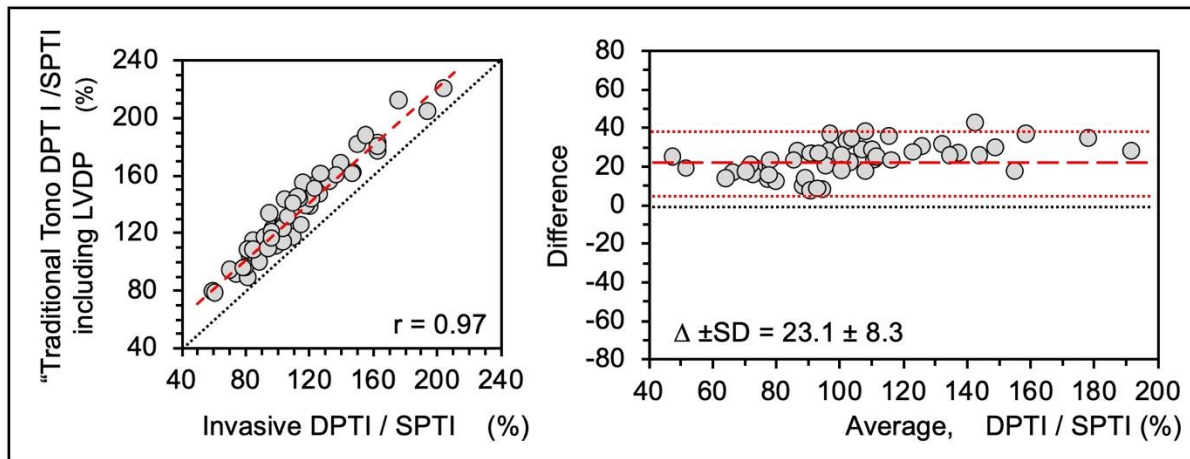 “Traditional Tono DPT I /SPTI (%)
including LVDP
240
200
160
120
80
40
r = 0.97
40 80 120 160 200 240
Invasive DPTI / SPTI (%)
Difference
80
60
40
20
0
-20
-40
-60
-80
Δ ±SD = 23.1 ± 8.3
40 60 80 100 120 140 160 180 200
Average, DPTI / SPTI (%)